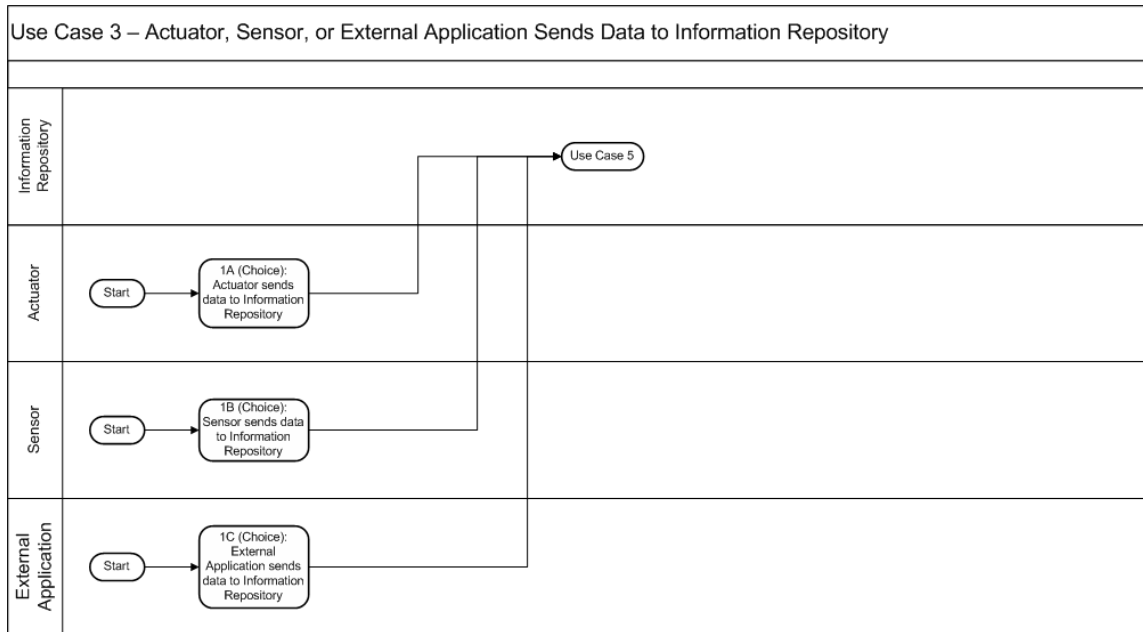 Use Case 3 – Actuator, Sensor, or External Application Sends Data to Information Repository
Information
Repository
Use Case 5
Actuator
Start
1A (Choice):
Actuator sends
data to Information
Repository
Sensor
Start
1B (Choice):
Sensor sends data
to Information
Repository
External
Application
Start
1C (Choice):
External
Application sends
data to Information
Repository